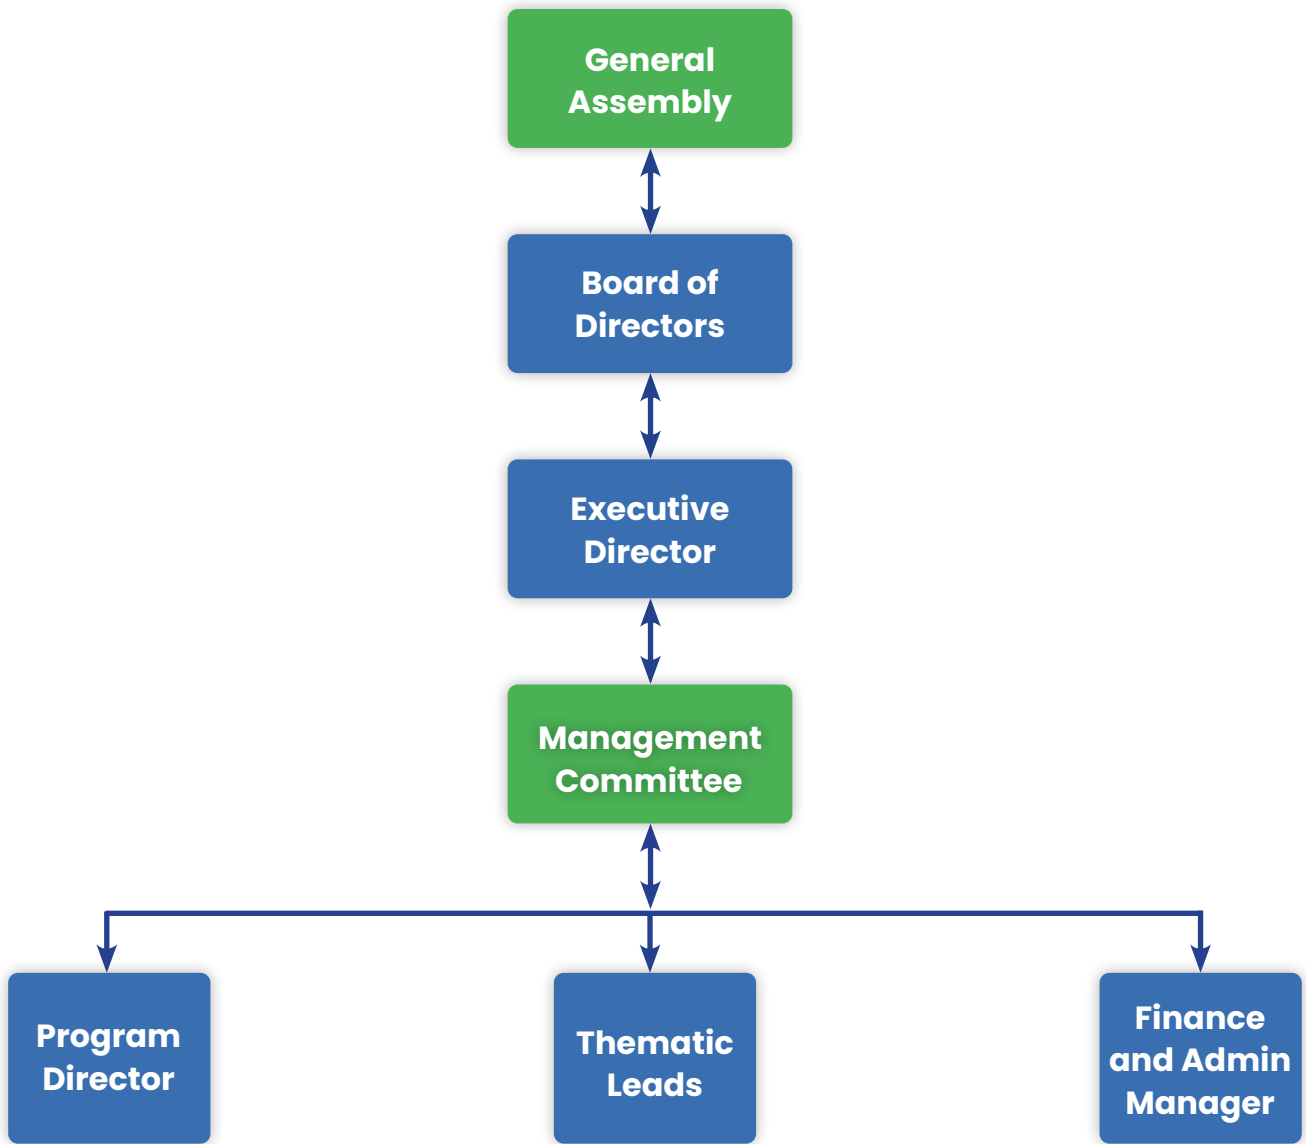 General
Assembly
Board of
Directors
Executive
Director
Management
Committee
Program
Director
Thematic
Leads
Finance
and Admin
Manager